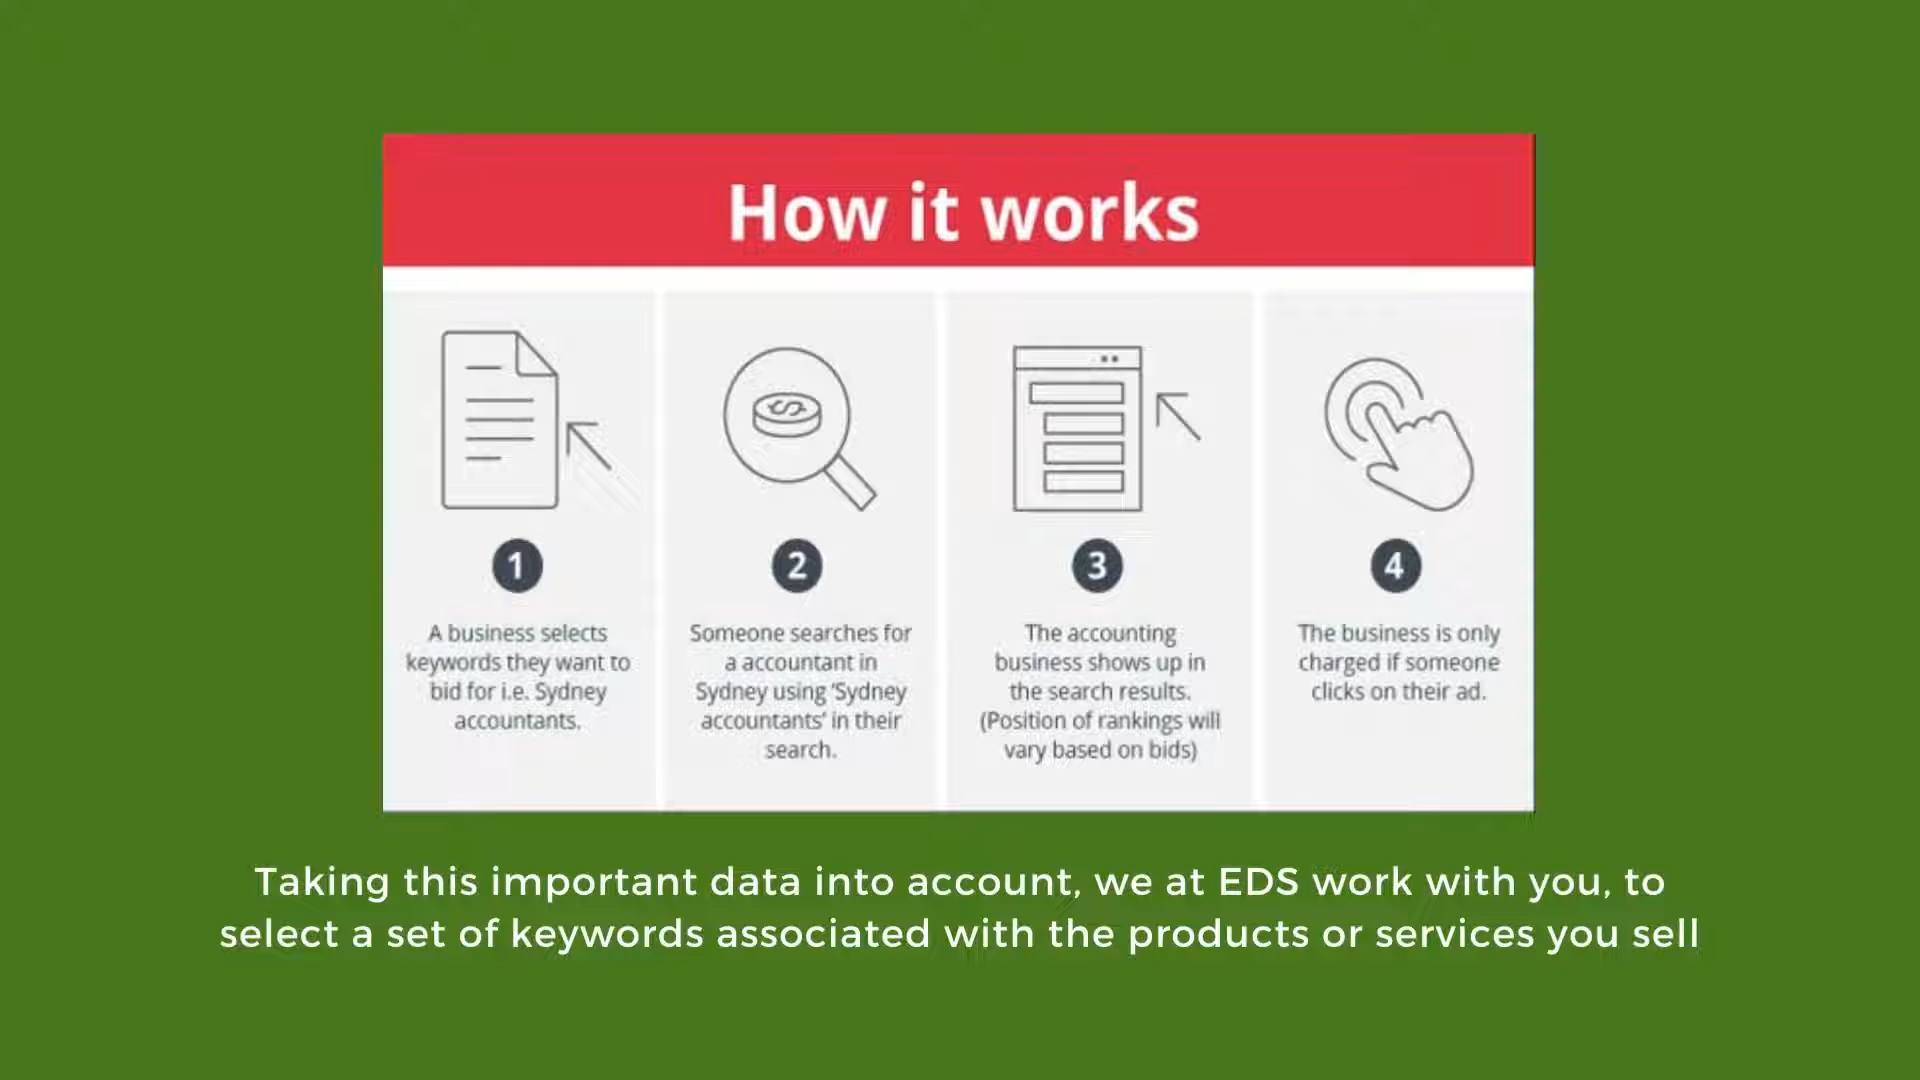 How it works
1
A business selects
keywords they want to
bid for i.e. Sydney
accountants.
2
Someone searches for
a accountant in
Sydney using ‘Sydney
accountants’ in their
search.
3
The accounting
business shows up in
the search results.
(Position of rankings will
vary based on bids)
4
The business is only
charged if someone
clicks on their ad.
Taking this important data into account, we at EDS work with you, to
select a set of keywords associated with the products or services you sell